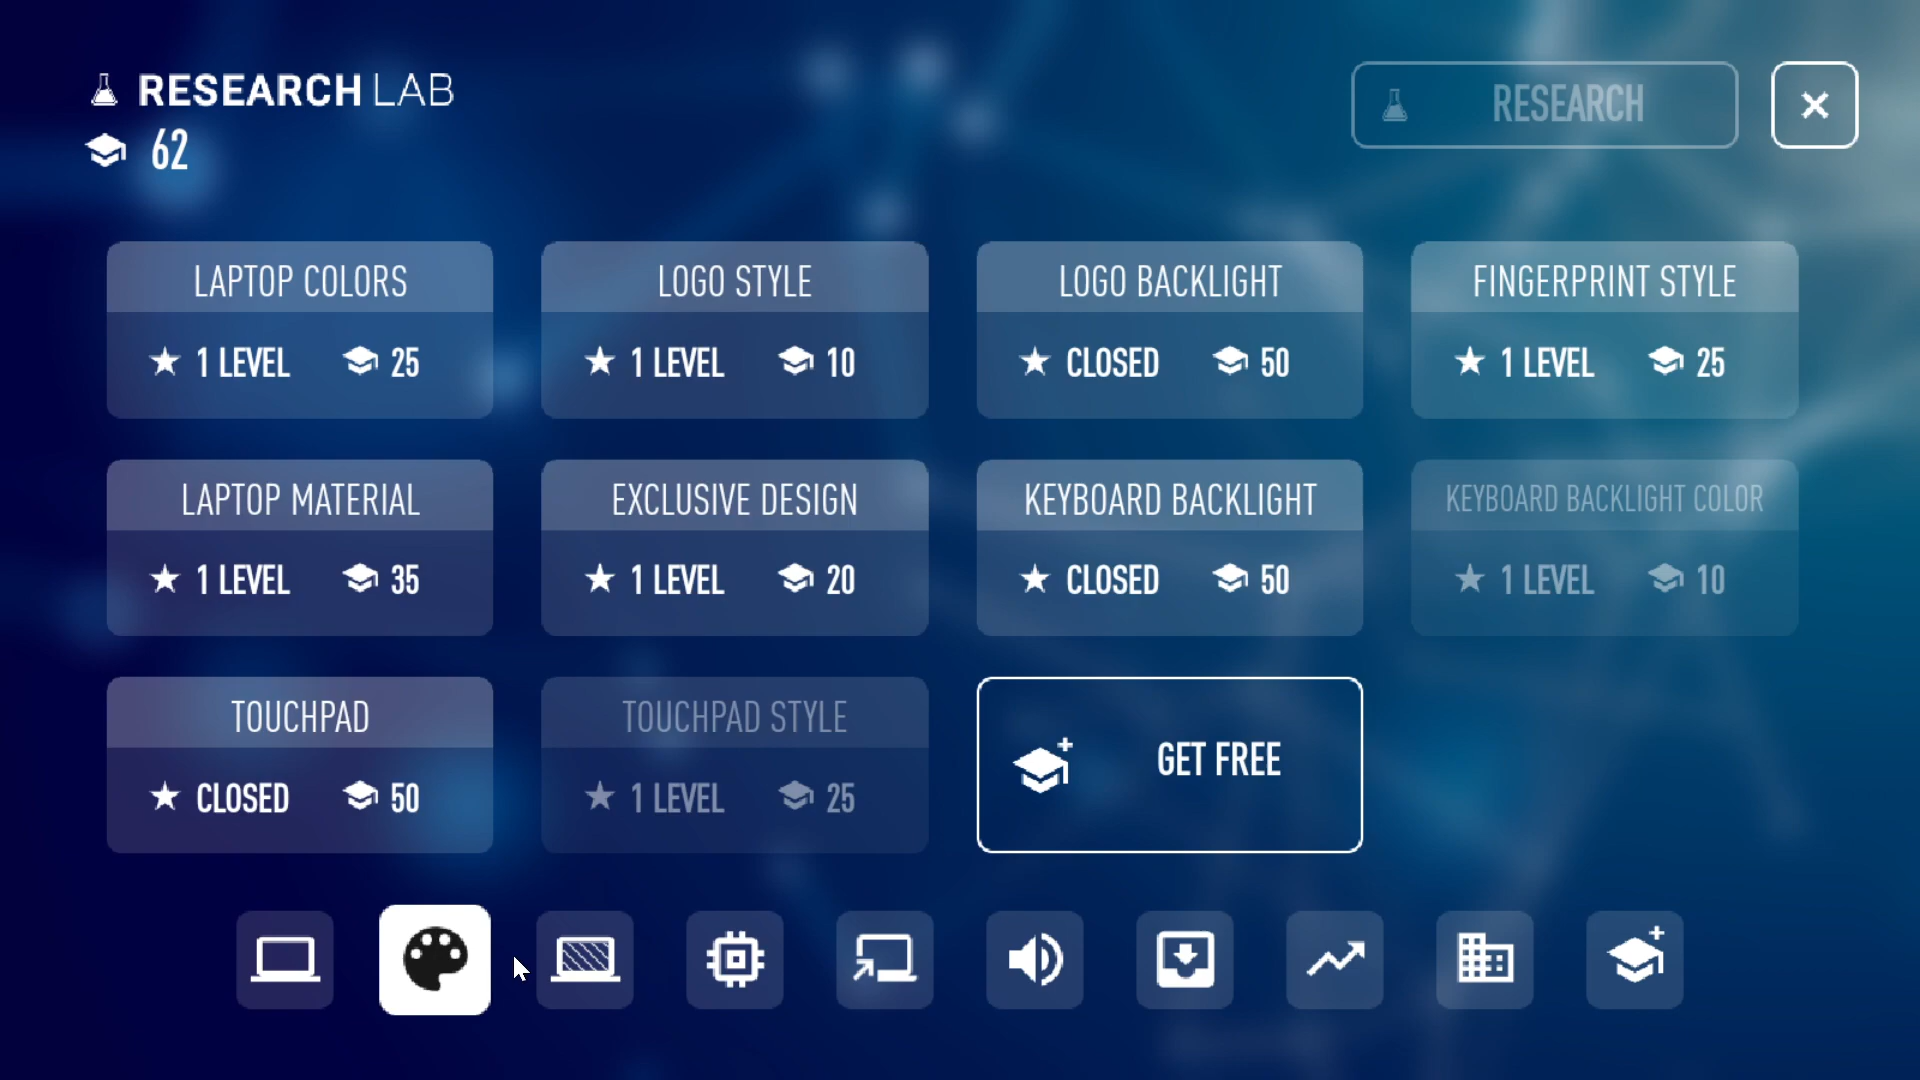 RESEARCH LAB
62
RESEARCH
LAPTOP COLORS
1 LEVEL 25
LOGO STYLE
1 LEVEL 10
LOGO BACKLIGHT
CLOSED 50
FINGERPRINT STYLE
1 LEVEL 25
LAPTOP MATERIAL
1 LEVEL 35
EXCLUSIVE DESIGN
1 LEVEL 20
KEYBOARD BACKLIGHT
CLOSED 50
KEYBOARD BACKLIGHT COLOR
1 LEVEL 10
TOUCHPAD
CLOSED 50
TOUCHPAD STYLE
1 LEVEL 25
GET FREE